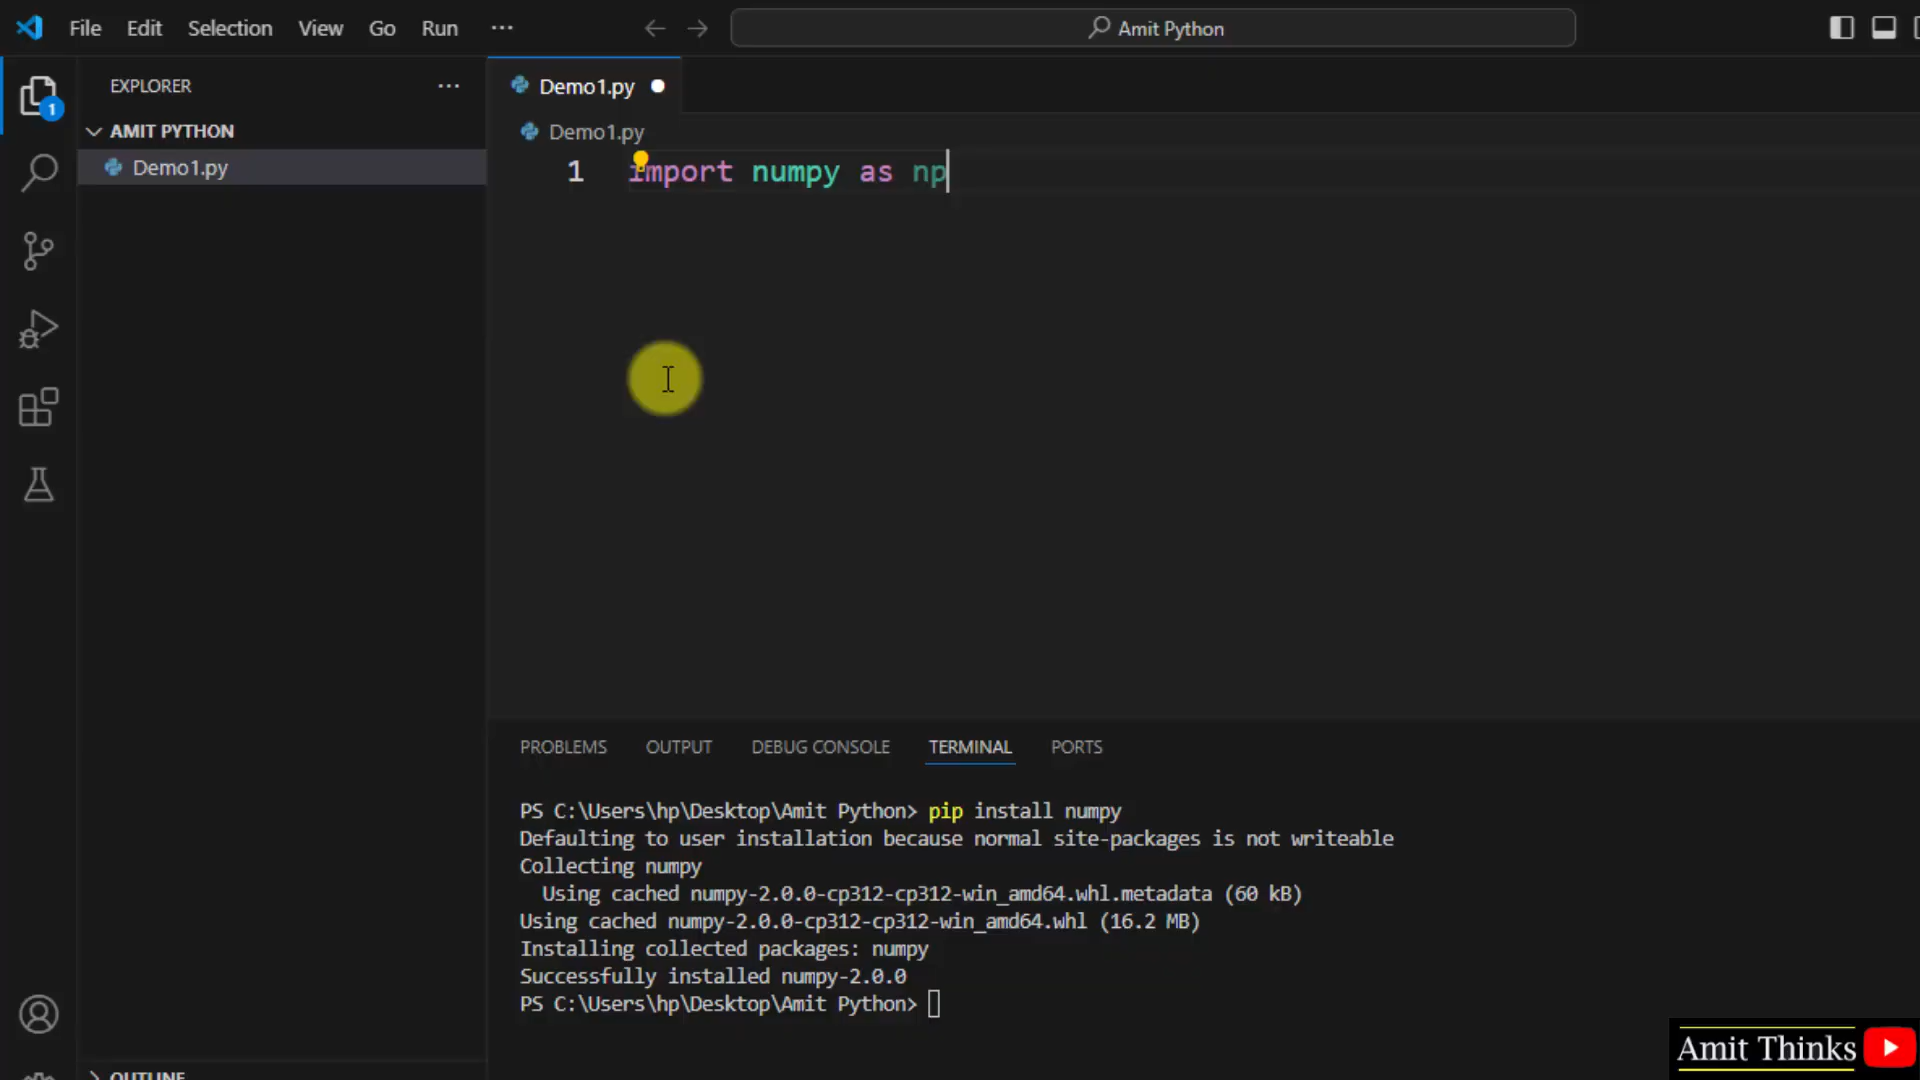 File Edit Selection View Go Run ···
Amit Python
EXPLORER ···
Demo1.py
1
AMIT PYTHON
Demo1.py
Demo1.py
1 import numpy as np
PROBLEMS OUTPUT DEBUG CONSOLE TERMINAL PORTS
PS C:\Users\hp\Desktop\Amit Python> pip install numpy
Defaulting to user installation because normal site-packages is not writeable
Collecting numpy
Using cached numpy-2.0.0-cp312-cp312-win_amd64.whl.metadata (60 kB)
Using cached numpy-2.0.0-cp312-cp312-win_amd64.whl (16.2 MB)
Installing collected packages: numpy
Successfully installed numpy-2.0.0
PS C:\Users\hp\Desktop\Amit Python>
OUTLINE
Amit Thinks